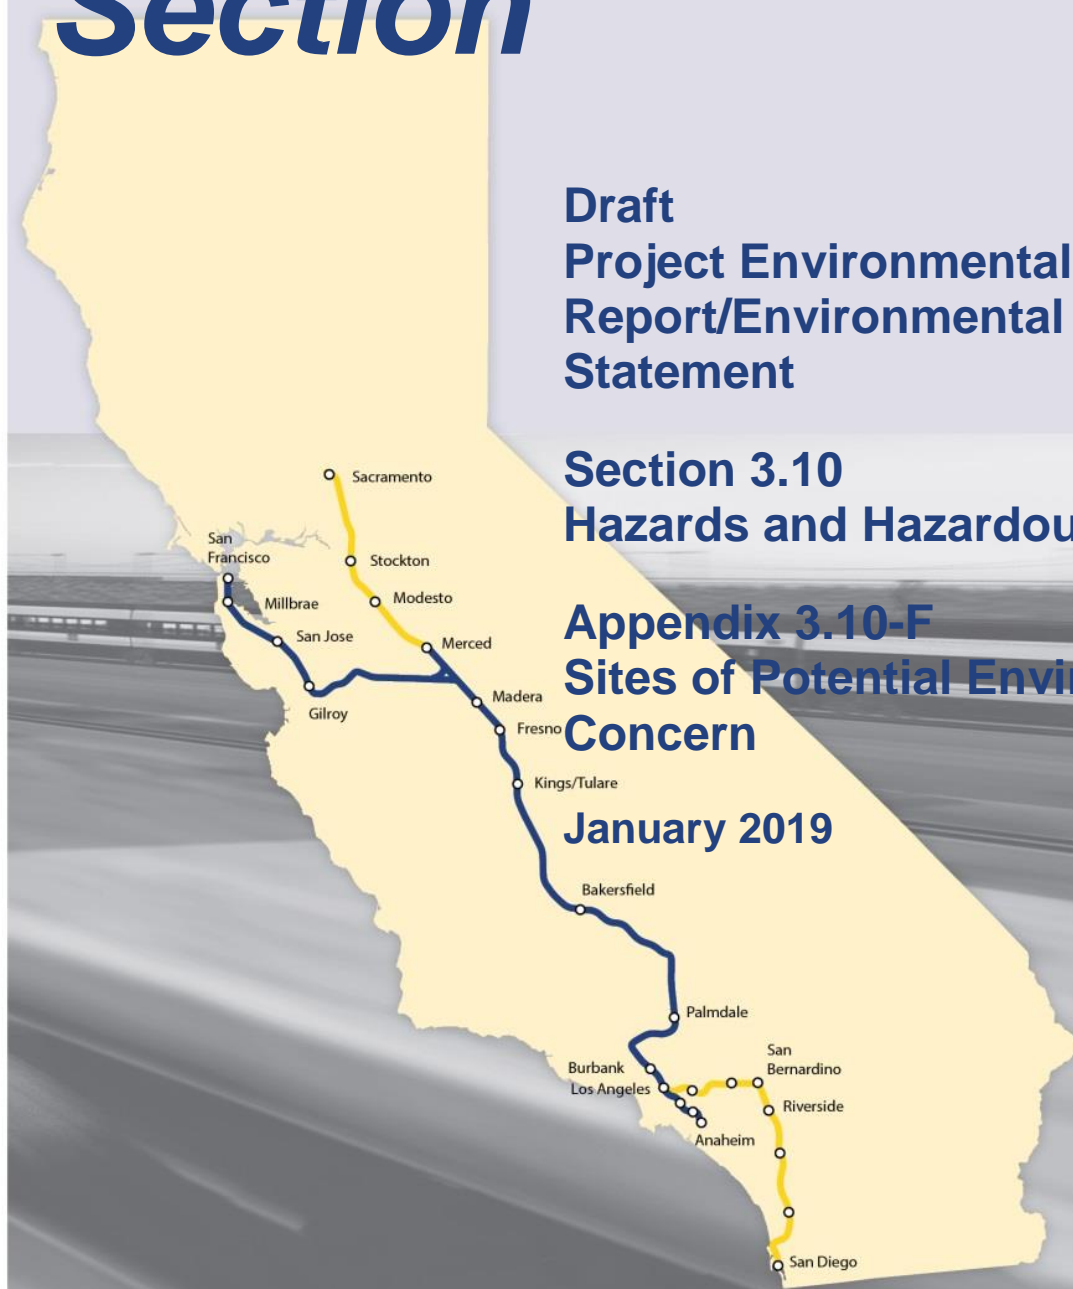 Section
Draft
Project Environmental
Report/Environmental
Statement
Section 3.10
Hazards and Hazardou
Appendix 3.10-F
Sites of Potential Envir
Concern
January 2019
Sacramento
San
Francisco
Stockton
Millbrae
Modesto
San Jose
Merced
Gilroy
Madera
Fresno
Kings/Tulare
Bakersfield
Palmdale
Burbank
San
Bernardino
Los Angeles
Riverside
Anaheim
San Diego